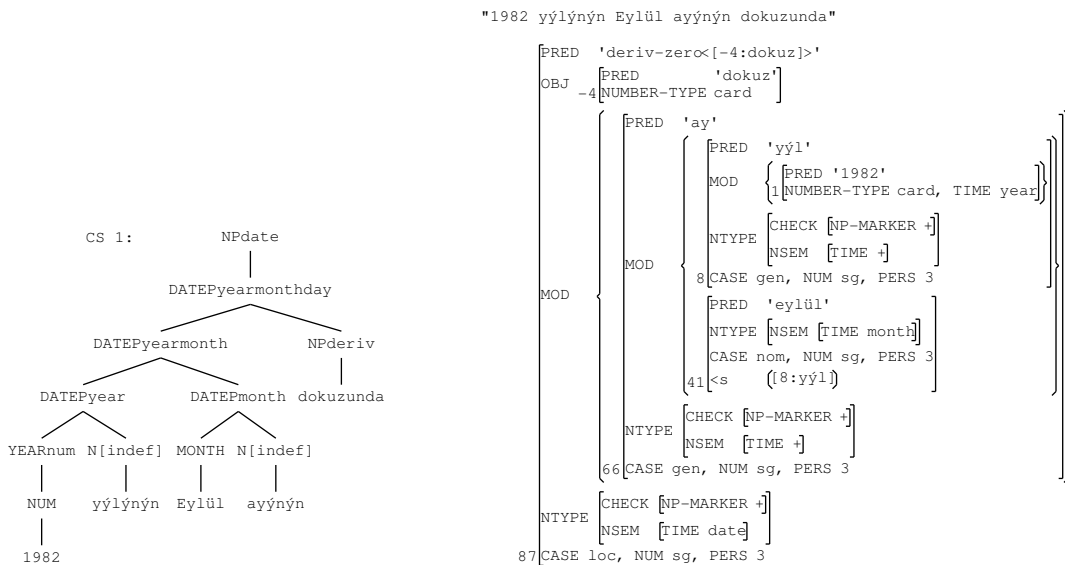 "1982 yýlýnýn Eylül ayýnýn dokuzunda"
CS 1: NPdate
DATEPyearmonthday
DATEPyearmonth NPderiv
DATEPyear DATEPmonth dokuzunda
YEARnum N[indef] MONTH N[indef]
NUM yýlýnýn Eylül ayýnýn
1982
PRED 'deriv-zero<[-4:dokuz]>'
PRED 'dokuz'
OBJ
-4 NUMBER-TYPE card
PRED 'ay'
PRED 'yýl'
PRED '1982'
MOD
1 NUMBER-TYPE card, TIME year
CHECK [NP-MARKER +]
NTYPE
NSEM [TIME +]
MOD
8 CASE gen, NUM sg, PERS 3
MOD
PRED 'eylül'
NTYPE [NSEM [TIME month]]
CASE nom, NUM sg, PERS 3
41 <s ([8:yýl])
CHECK [NP-MARKER +]
NTYPE
NSEM [TIME +]
66 CASE gen, NUM sg, PERS 3
CHECK [NP-MARKER +]
NTYPE
NSEM [TIME date]
87 CASE loc, NUM sg, PERS 3